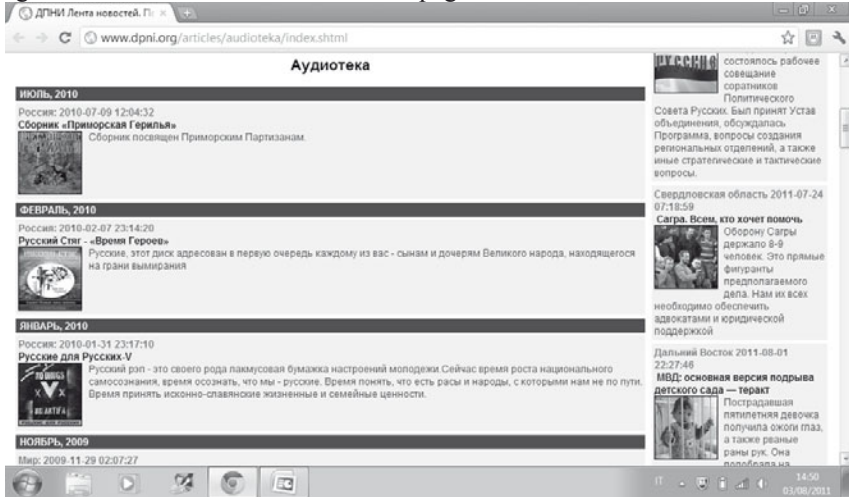 ДПНИ Лента новостей. По
www.dpni.org/articles/audioteka/index.shtml
Аудиотека
ИЮЛЬ, 2010
Россия: 2010-07-09 12:04:32
Сборник «Приморская Герилья»
Сборник посвящен Приморским Партизанам.
ФЕВРАЛЬ, 2010
Россия: 2010-02-07 23:14:20
Русский Стяг - «Время Героев»
Русские, этот диск адресован в первую очередь каждому из вас - сынам и дочерям Великого народа, находящегося
на грани вымирания
ЯНВАРЬ, 2010
Россия: 2010-01-31 23:17:10
Русские для Русских-V
Русский рэп - это своего рода лакмусовая бумажка настроений молодежи.Сейчас время роста национального
самосознания, время осознать, что мы - русские. Время понять, что есть расы и народы, с которыми нам не по пути.
Время принять исконно-славянские жизненные и семейные ценности.
НОЯБРЬ, 2009
Мир: 2009-11-29 02:07:27
РУССКИЕ
состоялось рабочее
совещание
соратников
Политического
Совета Русских. Был принят Устав
объединения, обсуждалась
Программа, вопросы создания
региональных отделений, а также
иные стратегические и тактические
вопросы.
Свердловская область 2011-07-24
07:18:59
Сагра. Всем, кто хочет помочь
Оборону Сагры
держало 8-9
человек. Это прямые
фигуранты
предполагаемого
дела. Нам их всех
необходимо обеспечить
адвокатами и юридической
поддержкой
Дальний Восток 2011-08-01
22:27:46
МВД: основная версия подрыва
детского сада — теракт
Пострадавшая
пятилетняя девочка
получила ожоги глаз,
а также рваные
раны рук. Она
подобрала на
IT
14:50
03/08/2011